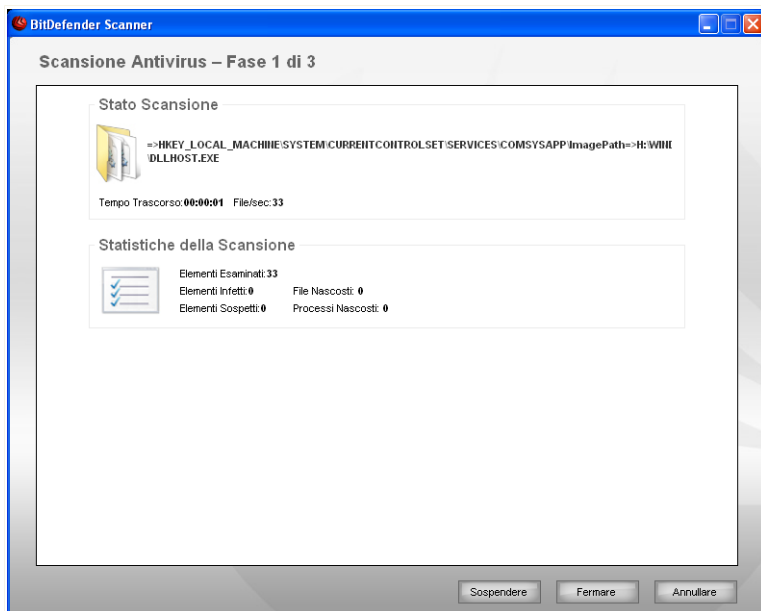 BitDefender Scanner
Scansione Antivirus – Fase 1 di 3
Stato Scansione
=>HKEY_LOCAL_MACHINE\SYSTEM\CURRENTCONTROLSET\SERVICES\COMSYSAPP\ImagePath=>H:\WIND
\DLLHOST.EXE
Tempo Trascorso:00:00:01 File/sec:33
Statistiche della Scansione
Elementi Esaminati:33
Elementi Infetti:0 File Nascosti: 0
Elementi Sospetti:0 Processi Nascosti: 0
Sospendere Fermare Annullare